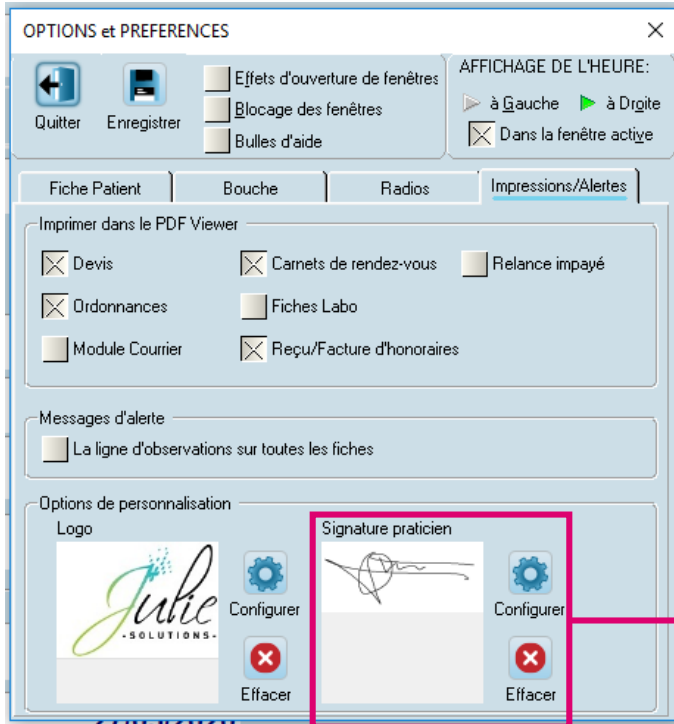 OPTIONS et PREFERENCES
Quitter
Enregistrer
Effets d'ouverture de fenêtres
Blocage des fenêtres
Bulles d'aide
AFFICHAGE DE L'HEURE:
à Gauche à Droite
Dans la fenêtre active
Fiche Patient Bouche Radios Impressions/Alertes
Imprimer dans le PDF Viewer
Devis Carnets de rendez-vous Relance impayé
Ordonnances Fiches Labo
Module Courrier Reçu/Facture d'honoraires
Messages d'alerte
La ligne d'observations sur toutes les fiches
Options de personnalisation
Logo
Julie
-SOLUTIONS-
Configurer
Effacer
Signature praticien
Configurer
Effacer